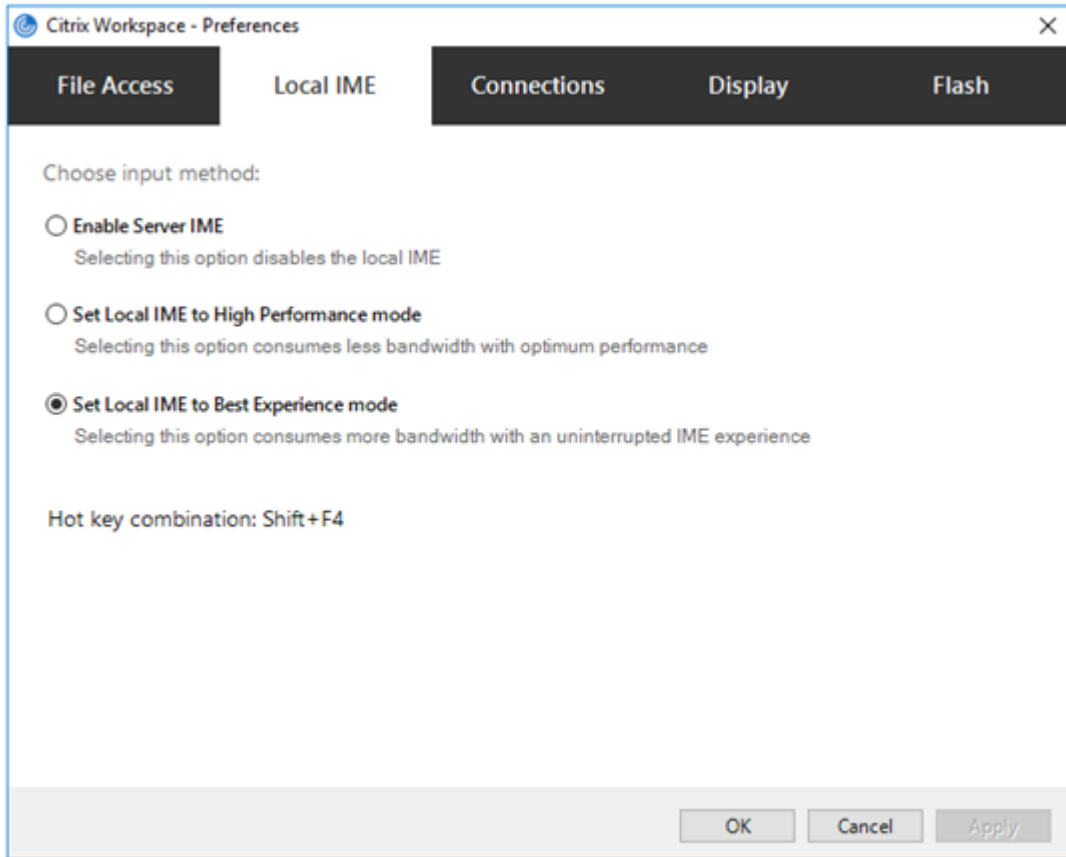 Citrix Workspace - Preferences
File Access Local IME Connections Display Flash
Choose input method:
Enable Server IME
Selecting this option disables the local IME
Set Local IME to High Performance mode
Selecting this option consumes less bandwidth with optimum performance
Set Local IME to Best Experience mode
Selecting this option consumes more bandwidth with an uninterrupted IME experience
Hot key combination: Shift+F4
OK Cancel Apply